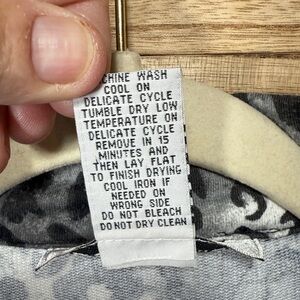 CHINE WASH
COOL ON
DELICATE CYCLE
TUMBLE DRY LOW
TEMPERATURE ON
DELICATE CYCLE
REMOVE IN 15
MINUTES AND
THEN LAY FLAT
TO FINISH DRYING
COOL IRON IF
NEEDED ON
WRONG SIDE
DO NOT BLEACH
DO NOT DRY CLEAN